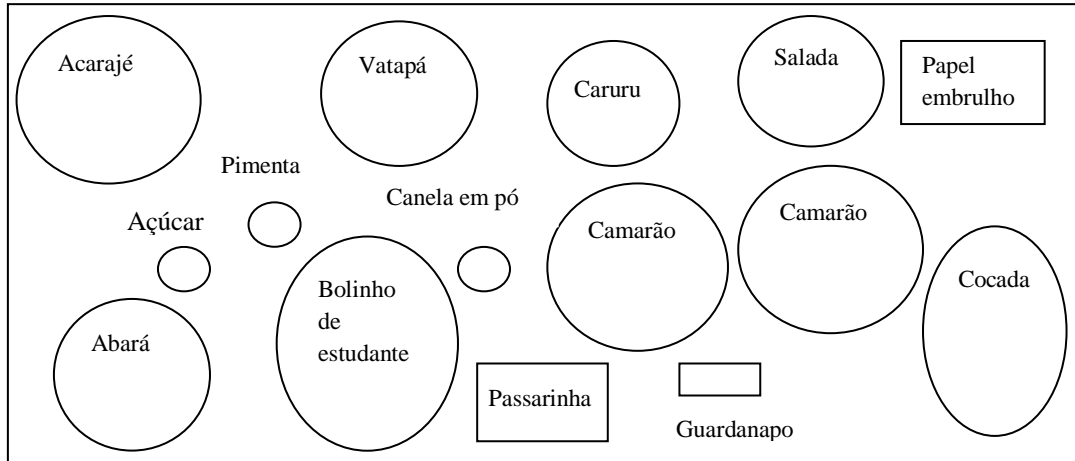 Acarajé
Vatapá
Caruru
Salada
Papel
embrulho
Pimenta
Açúcar
Canela em pó
Camarão
Camarão
Cocada
Bolinho
de
estudante
Abará
Passarinha
Guardanapo